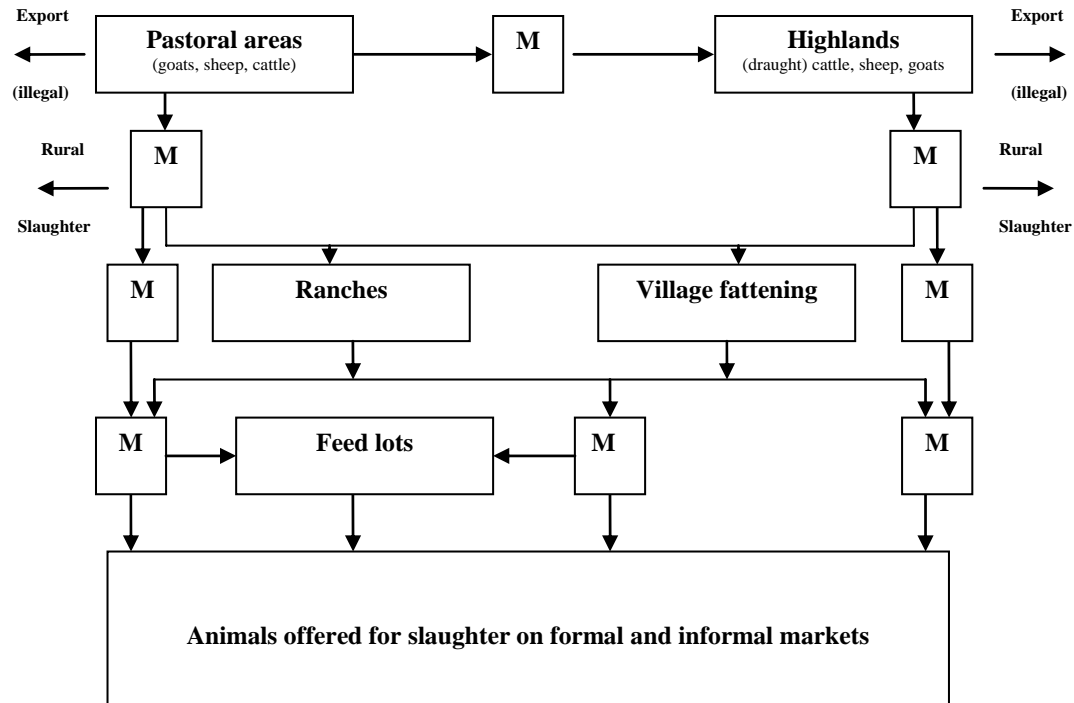 Export
Export
Pastoral areas
(goats, sheep, cattle)
M
Highlands
(draught) cattle, sheep, goats
(illegal)
(illegal)
M
M
Rural
Rural
Slaughter
Slaughter
M
Ranches
Village fattening
M
M
Feed lots
M
M
Animals offered for slaughter on formal and informal markets